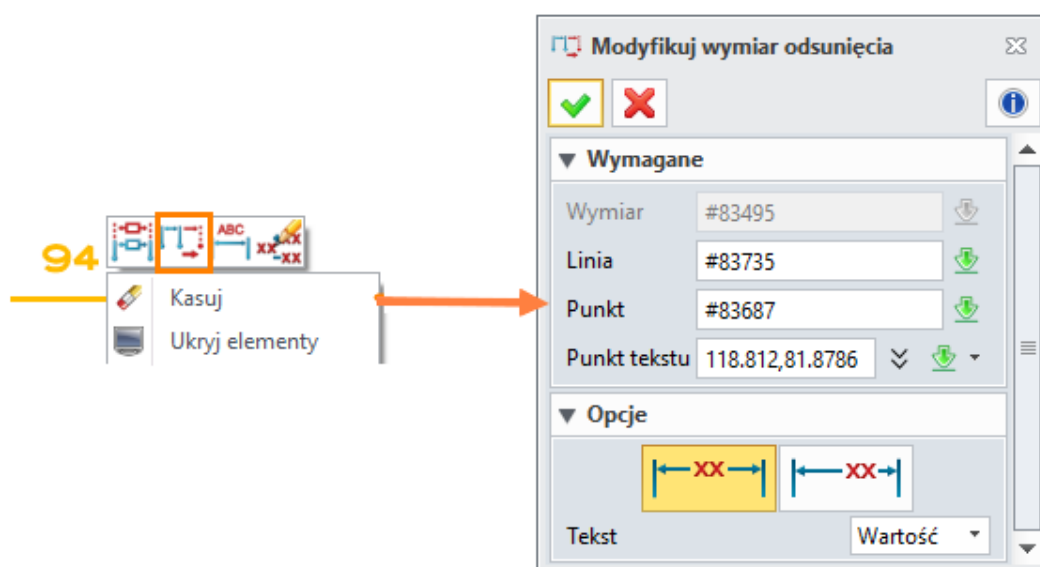 Modyfikuj wymiar odsunięcia
Wymagane
Wymiar #83495
Linia #83735
Punkt #83687
Punkt tekstu 118.812,81.8786
Opcje
XX XX
Tekst Wartość
94
ABC
XX XX
-XX
Kasuj
Ukryj elementy